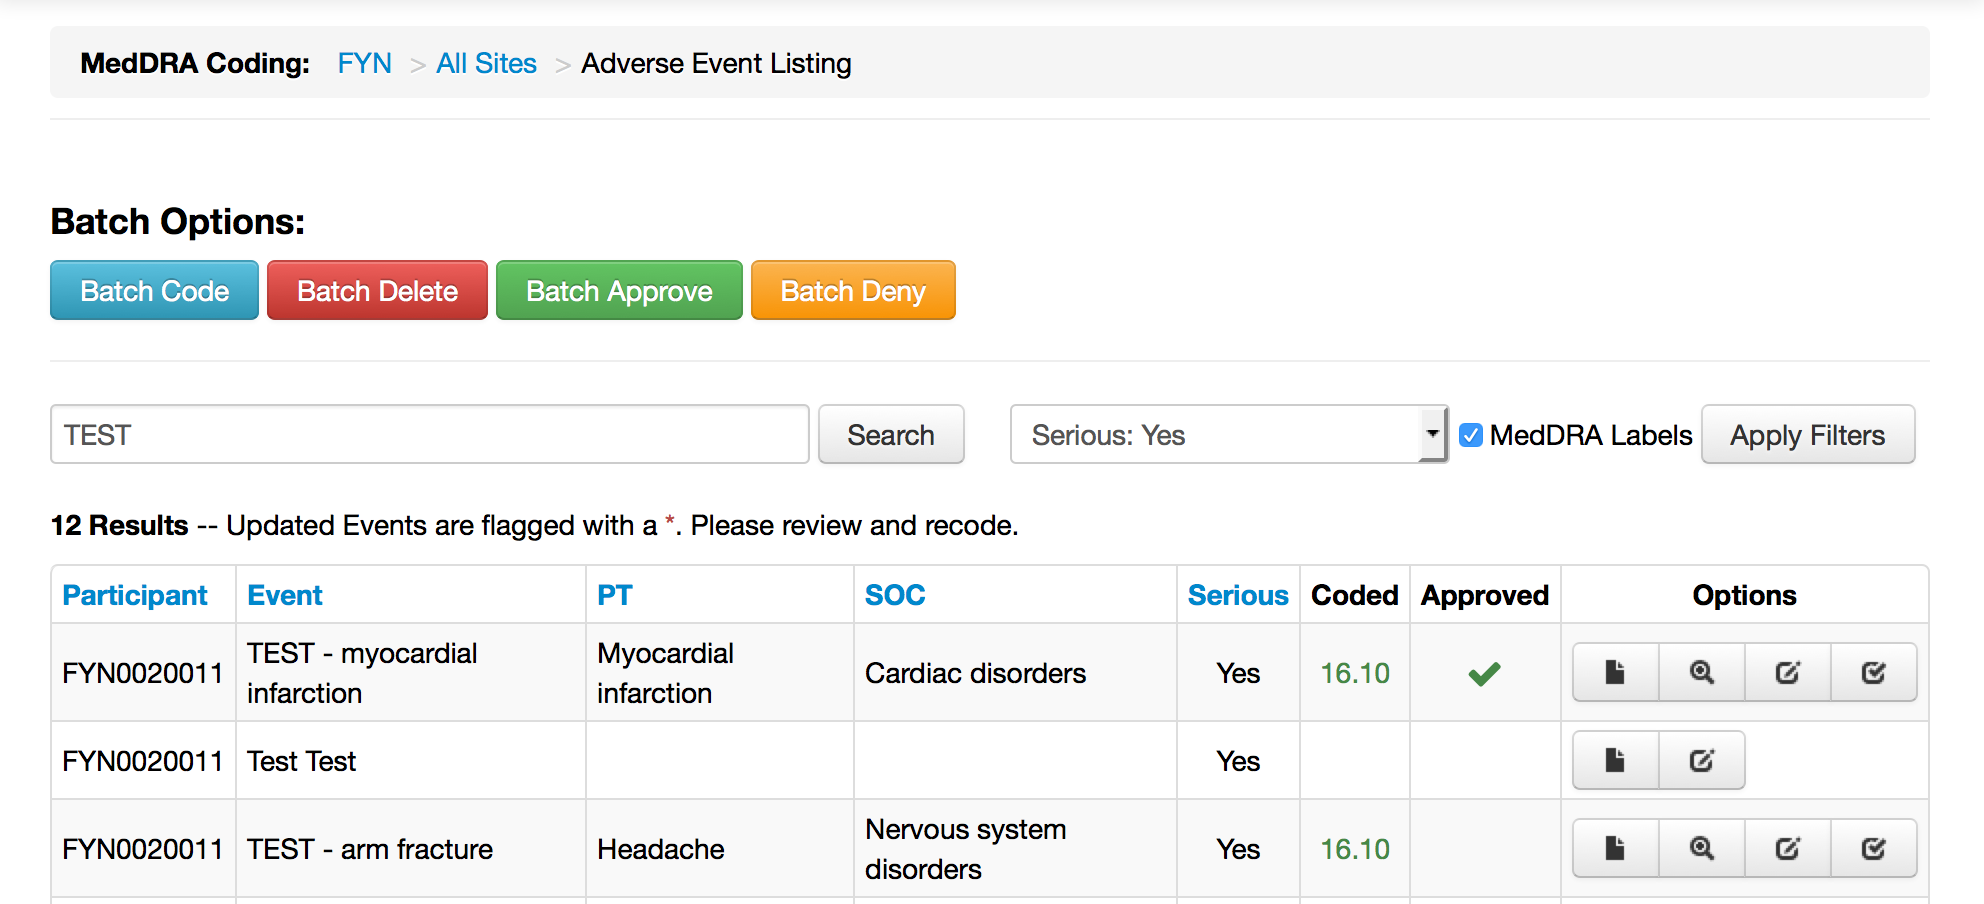 MedDRA Coding: FYN > All Sites > Adverse Event Listing
Batch Options:
Batch Code Batch Delete Batch Approve Batch Deny
TEST Search Serious: Yes MedDRA Labels Apply Filters
12 Results -- Updated Events are flagged with a *. Please review and recode.
Participant Event PT SOC Serious Coded Approved Options
FYN0020011 TEST - myocardial infarction Myocardial infarction Cardiac disorders Yes 16.10
FYN0020011 Test Test Yes
FYN0020011 TEST - arm fracture Headache Nervous system disorders Yes 16.10